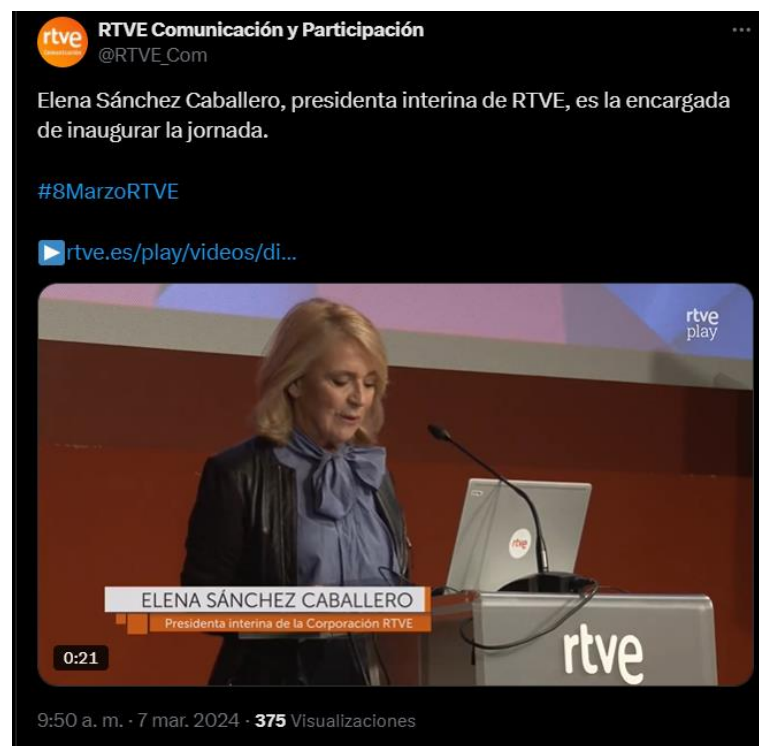 rtve
Comunicación
RTVE Comunicación y Participación
@RTVE_Com
Elena Sánchez Caballero, presidenta interina de RTVE, es la encargada
de inaugurar la jornada.
#8MarzoRTVE
rtve.es/play/videos/di...
rtve
play
rtve
ELENA SÁNCHEZ CABALLERO
Presidenta interina de la Corporación RTVE
rtve
0:21
9:50 a. m. · 7 mar. 2024 · 375 Visualizaciones